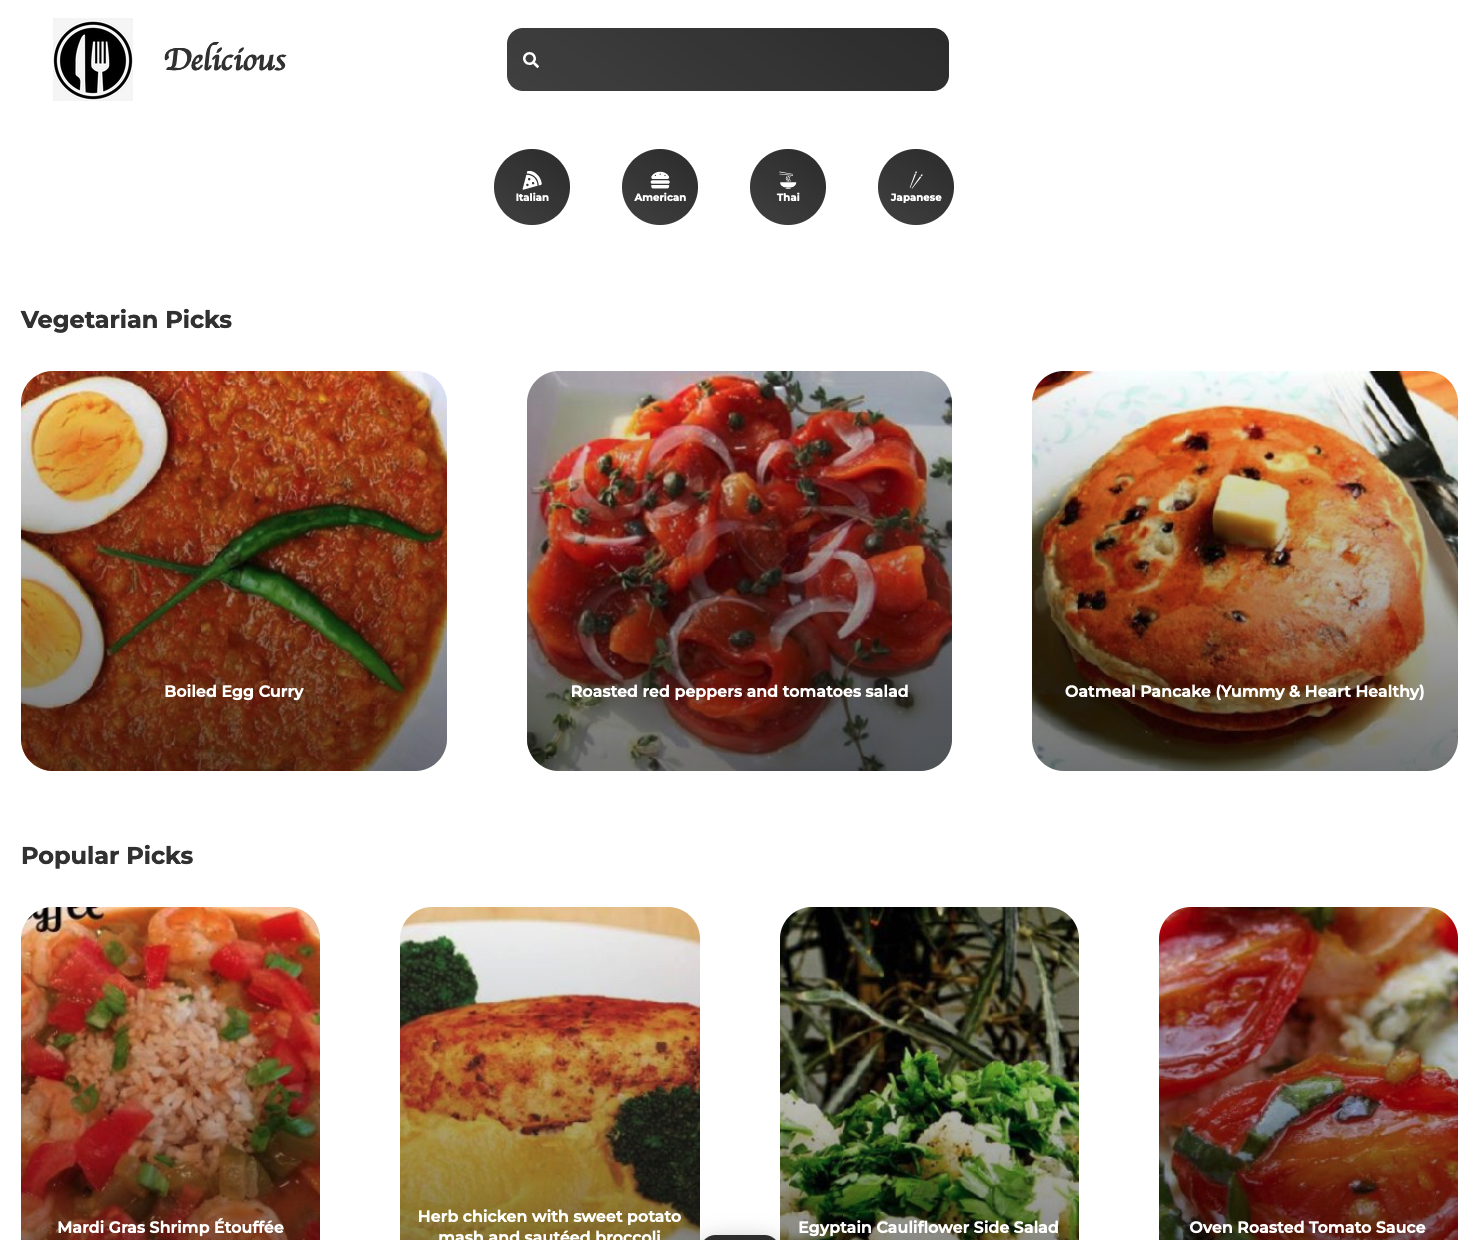 Delicious
Italian
American
Thai
Japanese
Vegetarian Picks
Boiled Egg Curry
Roasted red peppers and tomatoes salad
Oatmeal Pancake (Yummy & Heart Healthy)
Popular Picks
Mardi Gras Shrimp Étouffée
Herb chicken with sweet potato
mash and sautéed broccoli
Egyptain Cauliflower Side Salad
Oven Roasted Tomato Sauce